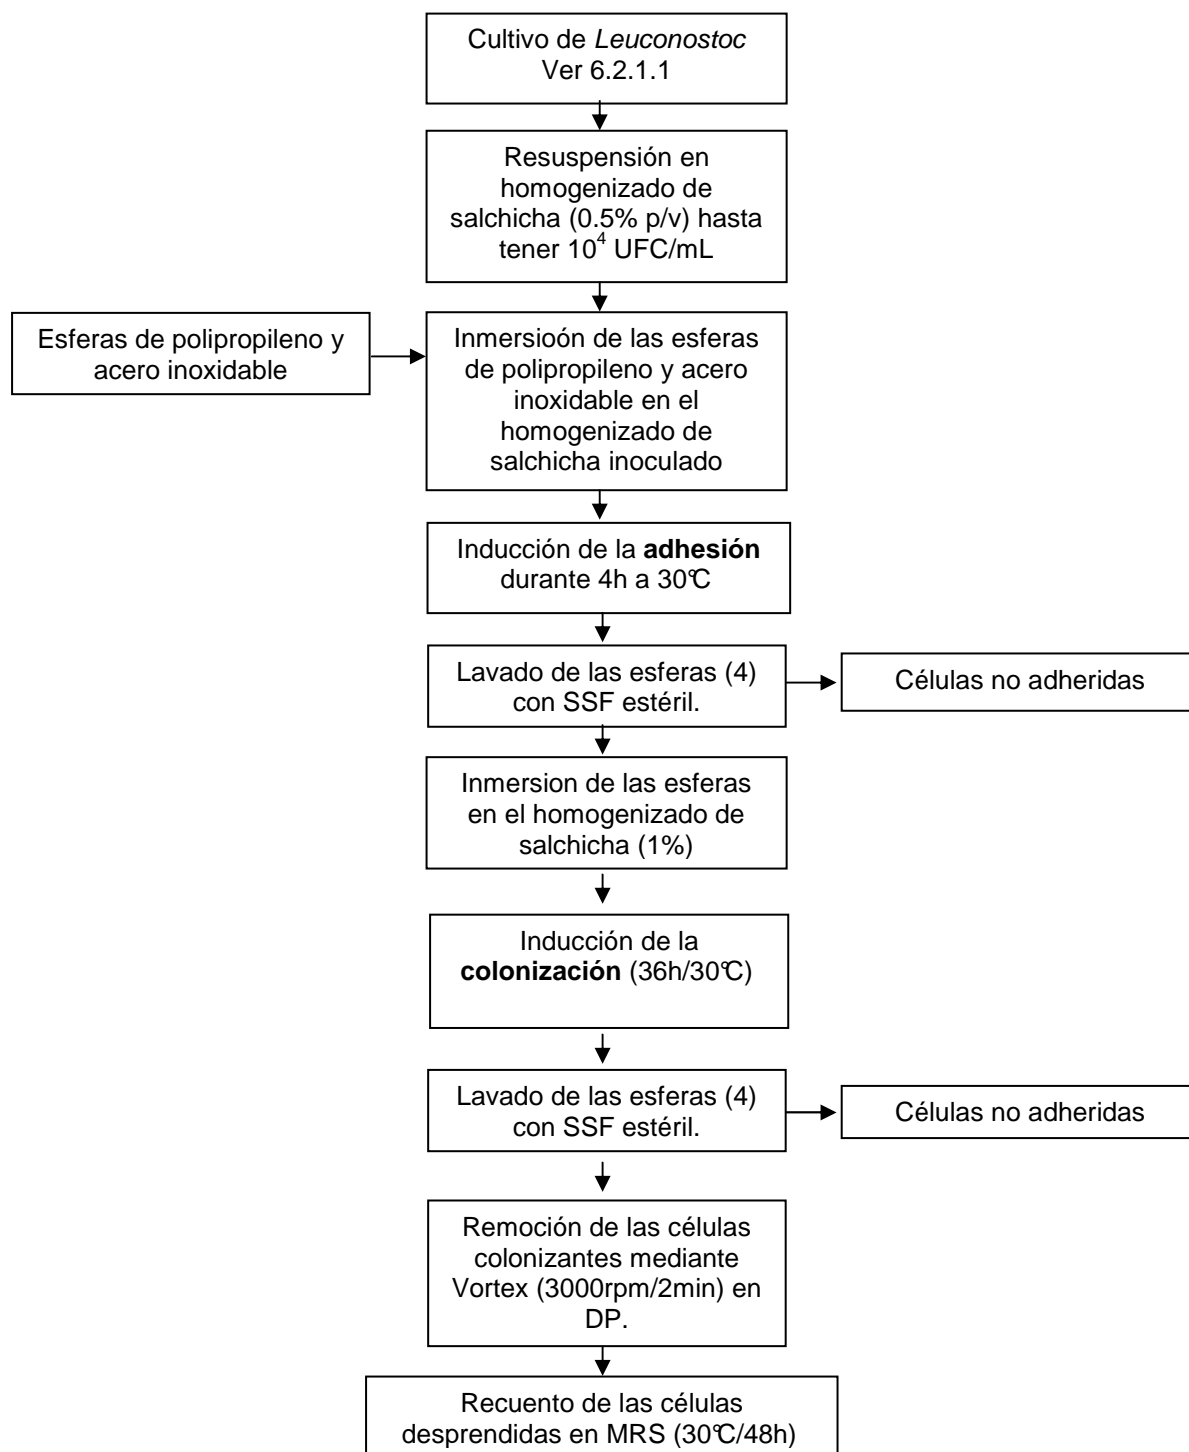 Cultivo de Leuconostoc
Ver 6.2.1.1
Resuspensión en
homogenizado de
salchicha (0.5% p/v) hasta
tener 10⁴ UFC/mL
Esferas de polipropileno y
acero inoxidable
Inmersioón de las esferas
de polipropileno y acero
inoxidable en el
homogenizado de
salchicha inoculado
Inducción de la adhesión
durante 4h a 30°C
Lavado de las esferas (4)
con SSF estéril.
Células no adheridas
Inmersion de las esferas
en el homogenizado de
salchicha (1%)
Inducción de la
colonización (36h/30°C)
Lavado de las esferas (4)
con SSF estéril.
Células no adheridas
Remoción de las células
colonizantes mediante
Vortex (3000rpm/2min) en
DP.
Recuento de las células
desprendidas en MRS (30°C/48h)